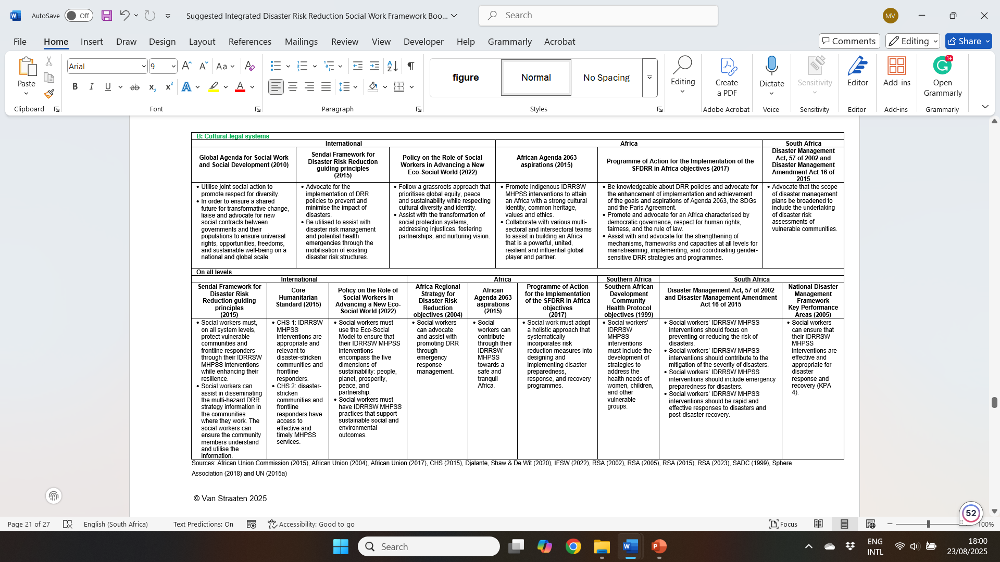 AutoSave Off Suggested Integrated Disaster Risk Reduction Social Work Framework Boo... Search MV
File Home Insert Draw Design Layout References Mailings Review View Developer Help Grammarly Acrobat Comments Editing Share
Paste
Clipboard
Arial 9
Font
Paragraph
figure Normal No Spacing
Styles
Editing
Create
a PDF
Adobe Acrobat
Dictate
Voice
Sensitivity
Sensitivity
Editor
Editor
Add-ins
Add-ins
Open
Grammarly
Grammarly
1+
B: Cultural-legal systems
International Africa South Africa
Global Agenda for Social Work
and Social Development (2010)
Sendai Framework for
Disaster Risk Reduction
guiding principles
(2015)
Policy on the Role of Social
Workers in Advancing a New
Eco-Social World (2022)
African Agenda 2063
aspirations (2015)
Programme of Action for the Implementation of the
SFDRR in Africa objectives (2017)
Disaster Management
Act, 57 of 2002 and
Disaster Management
Amendment Act 16 of
2015
• Utilise joint social action to
promote respect for diversity.
• In order to ensure a shared
future for transformative change,
liaise and advocate for new
social contracts between
governments and their
populations to ensure universal
rights, opportunities, freedoms,
and sustainable well-being on a
national and global scale.
• Advocate for the
implementation of DRR
policies to prevent and
minimise the impact of
disasters.
• Be utilised to assist with
disaster risk management
and potential health
emergencies through the
mobilisation of existing
disaster risk structures.
• Follow a grassroots approach that
prioritises global equity, peace
and sustainability while respecting
cultural diversity and identity.
• Assist with the transformation of
social protection systems,
addressing injustices, fostering
partnerships, and nurturing vision.
• Promote indigenous IDRRSW
MHPSS interventions to attain
an Africa with a strong cultural
identity, common heritage,
values and ethics.
• Collaborate with various multi-
sectoral and intersectoral teams
to assist in building an Africa
that is a powerful, united,
resilient and influential global
player and partner.
• Be knowledgeable about DRR policies and advocate for
the enhancement of implementation and achievement
of the goals and aspirations of Agenda 2063, the SDGs
and the Paris Agreement.
• Promote and advocate for an Africa characterised by
democratic governance, respect for human rights,
fairness, and the rule of law.
• Assist with and advocate for the strengthening of
mechanisms, frameworks and capacities at all levels for
mainstreaming, implementing, and coordinating gender-
sensitive DRR strategies and programmes.
• Advocate that the scope
of disaster management
plans be broadened to
include the undertaking
of disaster risk
assessments of
vulnerable communities.
On all levels
International Africa Southern Africa South Africa
Sendai Framework for
Disaster Risk
Reduction guiding
principles
(2015)
Core
Humanitarian
Standard (2015)
Policy on the Role of
Social Workers in
Advancing a New Eco-
Social World (2022)
Africa Regional
Strategy for
Disaster Risk
Reduction
objectives (2004)
African
Agenda 2063
aspirations
(2015)
Programme of Action
for the Implementation
of the SFDRR in Africa
objectives
(2017)
Southern African
Development
Community
Health Protocol
objectives (1999)
Disaster Management Act, 57 of 2002
and Disaster Management Amendment
Act 16 of 2015
National Disaster
Management
Framework
Key Performance
Areas (2005)
• Social workers must,
on all system levels,
protect vulnerable
communities and
frontline responders
through their IDRRSW
MHPSS interventions
while enhancing their
resilience.
• Social workers can
assist in disseminating
the multi-hazard DRR
strategy information in
the communities
where they work. The
social workers can
ensure the community
members understand
and utilise the
information.
• CHS 1: IDRRSW
MHPSS
interventions are
appropriate and
relevant to
disaster-stricken
communities and
frontline
responders.
• CHS 2: disaster-
stricken
communities and
frontline
responders have
access to
effective and
timely MHPSS
services.
• Social workers must
use the Eco-Social
Model to ensure that
their IDRRSW MHPSS
interventions
encompass the five
dimensions of
sustainability: people,
planet, prosperity,
peace, and
partnership.
• Social workers must
have IDRRSW MHPSS
practices that support
sustainable social and
environmental
outcomes.
• Social workers
can advocate
and assist with
promoting DRR
through
emergency
response
management.
• Social
workers can
contribute
through their
IDRRSW
MHPSS
towards a
safe and
tranquil
Africa.
• Social work must adopt
a holistic approach that
systematically
incorporates risk
reduction measures into
designing and
implementing disaster
preparedness,
response, and recovery
programmes.
• Social workers'
IDRRSW
MHPSS
interventions
must include the
development of
strategies to
address the
health needs of
women, children,
and other
vulnerable
groups.
• Social workers' IDRRSW MHPSS
interventions should focus on
preventing or reducing the risk of
disasters.
• Social workers' IDRRSW MHPSS
interventions should contribute to the
mitigation of the severity of disasters.
• Social workers' IDRRSW MHPSS
interventions should include emergency
preparedness for disasters.
• Social workers' IDRRSW MHPSS
interventions should be rapid and
effective responses to disasters and
post-disaster recovery.
• Social workers
can ensure that
their IDRRSW
MHPSS
interventions are
effective and
appropriate for
disaster
response and
recovery (KPA
4).
Sources: African Union Commission (2015), African Union (2004), African Union (2017), CHS (2015), Djalante, Shaw & De Wit (2020), IFSW (2022), RSA (2002), RSA (2005), RSA (2015), RSA (2023), SADC (1999), Sphere
Association (2018) and UN (2015a)
© Van Straaten 2025
52
Page 21 of 27 English (South Africa) Text Predictions: On Accessibility: Good to go Focus 100%
Search
ENG
INTL
18:00
23/08/2025